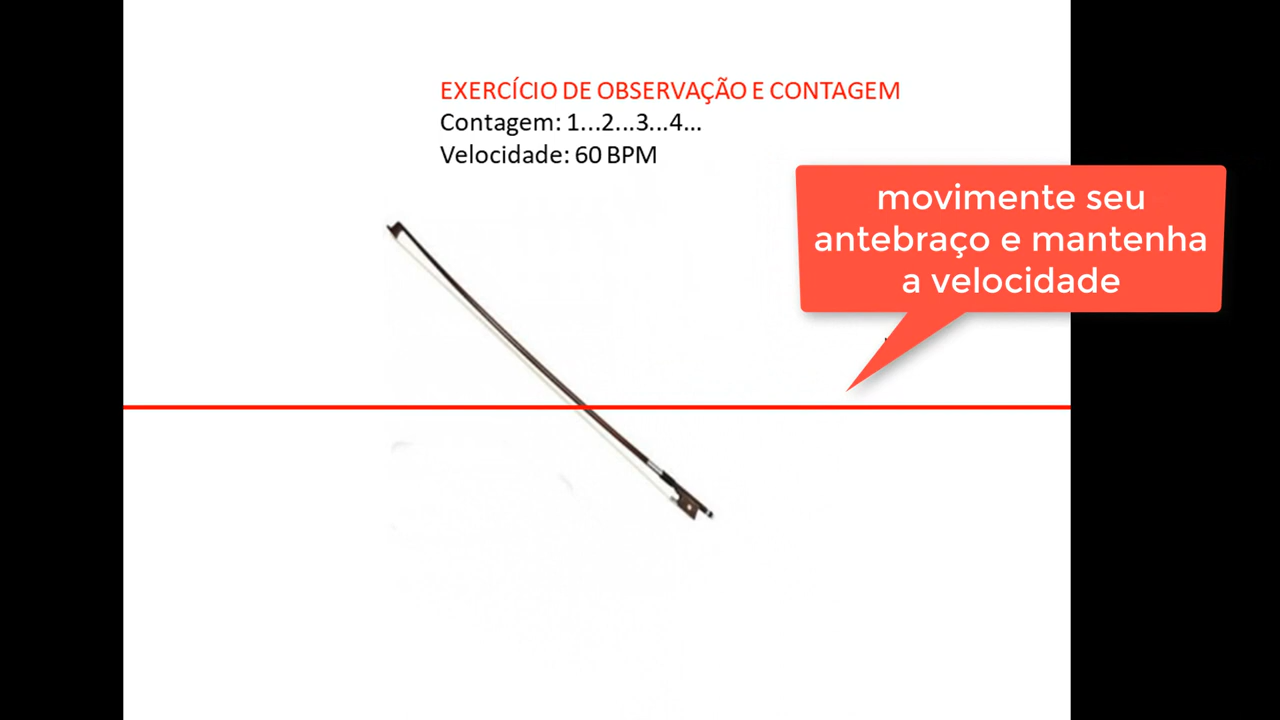 EXERCÍCIO DE OBSERVAÇÃO E CONTAGEM
Contagem: 1...2...3...4...
Velocidade: 60 BPM
movimente seu
antebraço e mantenha
a velocidade